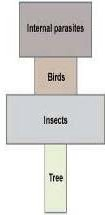 Internal parasites
Birds
Insects
Tree